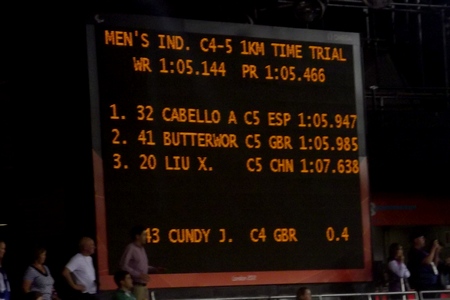 MEN'S IND. C4-5 1KM TIME TRIAL
WR 1:05.144 PR 1:05.466
1. 32 CABELLO A C5 ESP 1:05.947
2. 41 BUTTERWOR C5 GBR 1:05.985
3. 20 LIU X. C5 CHN 1:07.638
43 CUNDY J. C4 GBR 0.4